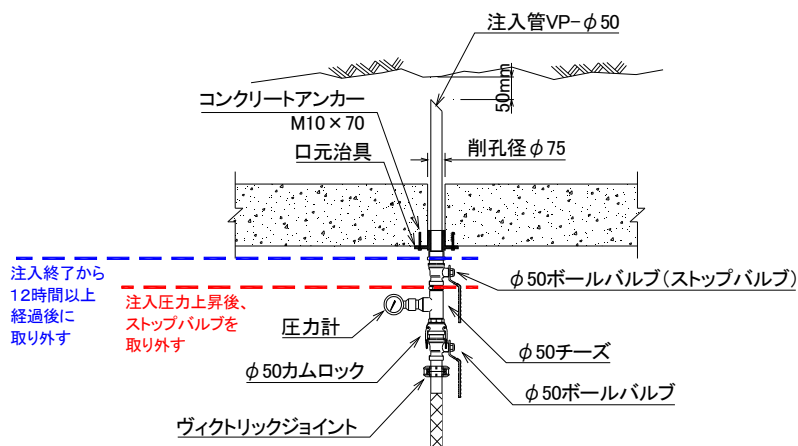 注入管VP-φ50
50mm
コンクリートアンカー
M10×70
口元治具
削孔径φ75
注入終了から
12時間以上
経過後に
取り外す
注入圧力上昇後、
ストップバルブを
取り外す
φ50ボールバルブ(ストップバルブ)
圧力計
φ50チーズ
φ50カムロック
φ50ボールバルブ
ヴィクトリックジョイント